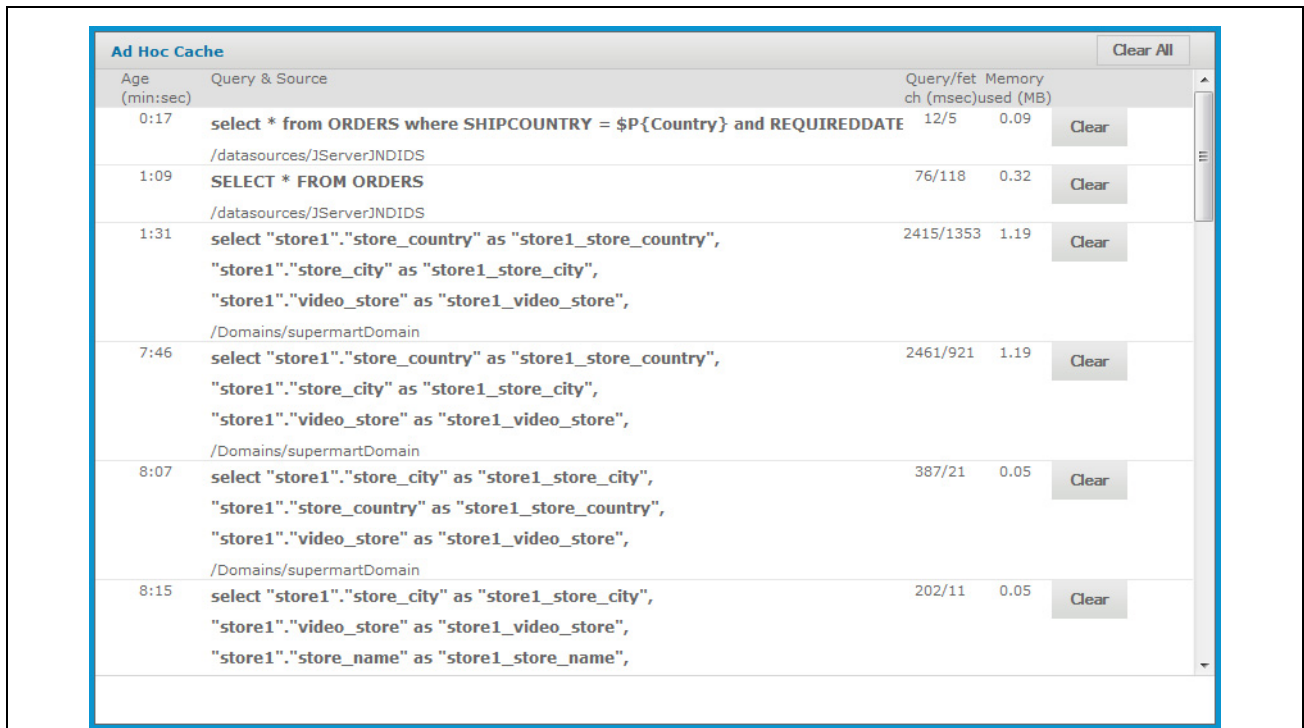 Ad Hoc Cache Clear All
Age Query & Source Query/fet Memory
(min:sec) ch (msec)used (MB)
0:17 select * from ORDERS where SHIPCOUNTRY = $P{Country} and REQUIREDDATE 12/5 0.09 Clear
/datasources/JServerJNDIDS
1:09 SELECT * FROM ORDERS 76/118 0.32 Clear
/datasources/JServerJNDIDS
1:31 select "store1"."store_country" as "store1_store_country", 2415/1353 1.19 Clear
"store1"."store_city" as "store1_store_city",
"store1"."video_store" as "store1_video_store",
/Domains/supermartDomain
7:46 select "store1"."store_country" as "store1_store_country", 2461/921 1.19 Clear
"store1"."store_city" as "store1_store_city",
"store1"."video_store" as "store1_video_store",
/Domains/supermartDomain
8:07 select "store1"."store_city" as "store1_store_city", 387/21 0.05 Clear
"store1"."store_country" as "store1_store_country",
"store1"."video_store" as "store1_video_store",
/Domains/supermartDomain
8:15 select "store1"."store_city" as "store1_store_city", 202/11 0.05 Clear
"store1"."video_store" as "store1_video_store",
"store1"."store_name" as "store1_store_name",